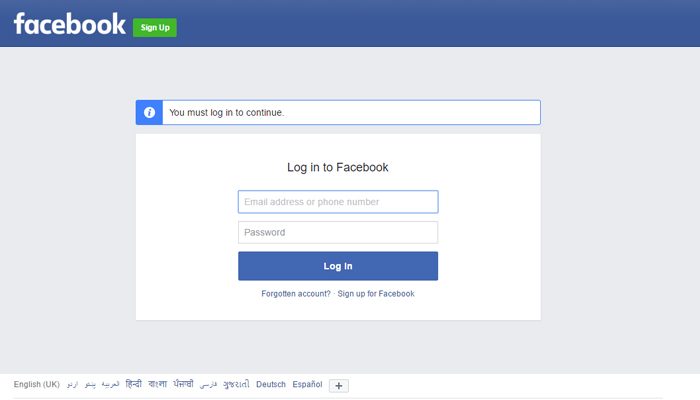 facebook Sign Up
You must log in to continue.
Log in to Facebook
Email address or phone number
Password
Log In
Forgotten account? · Sign up for Facebook
English (UK) اردو پښتو العربية हिन्दी বাংলা ਪੰਜਾਬੀ فارسی ગુજરાતી Deutsch Español +